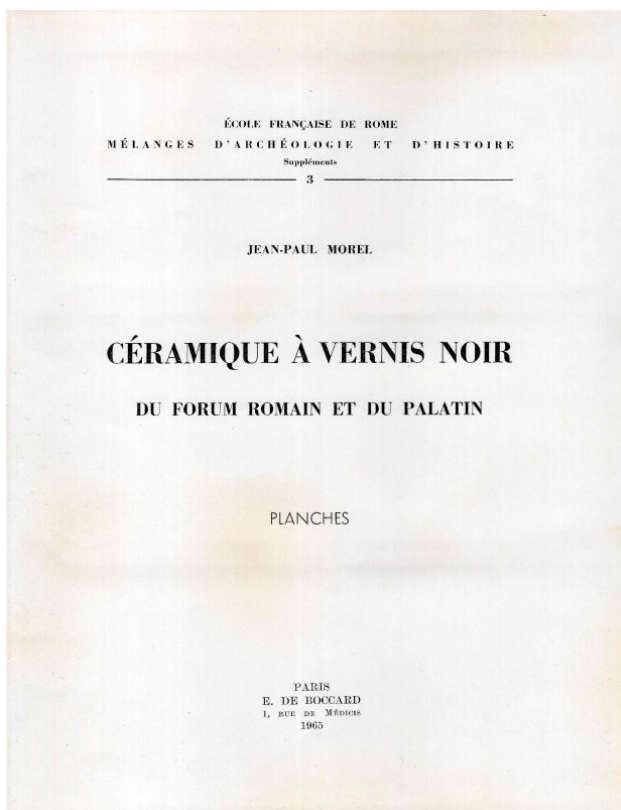 ÉCOLE FRANÇAISE DE ROME
MÉLANGES D'ARCHÉOLOGIE ET D'HISTOIRE
Suppléments
3
JEAN-PAUL MOREL
CÉRAMIQUE À VERNIS NOIR
DU FORUM ROMAIN ET DU PALATIN
PLANCHES
PARIS
E. DE BOCCARD
1, RUE DE MÉDICIS
1965